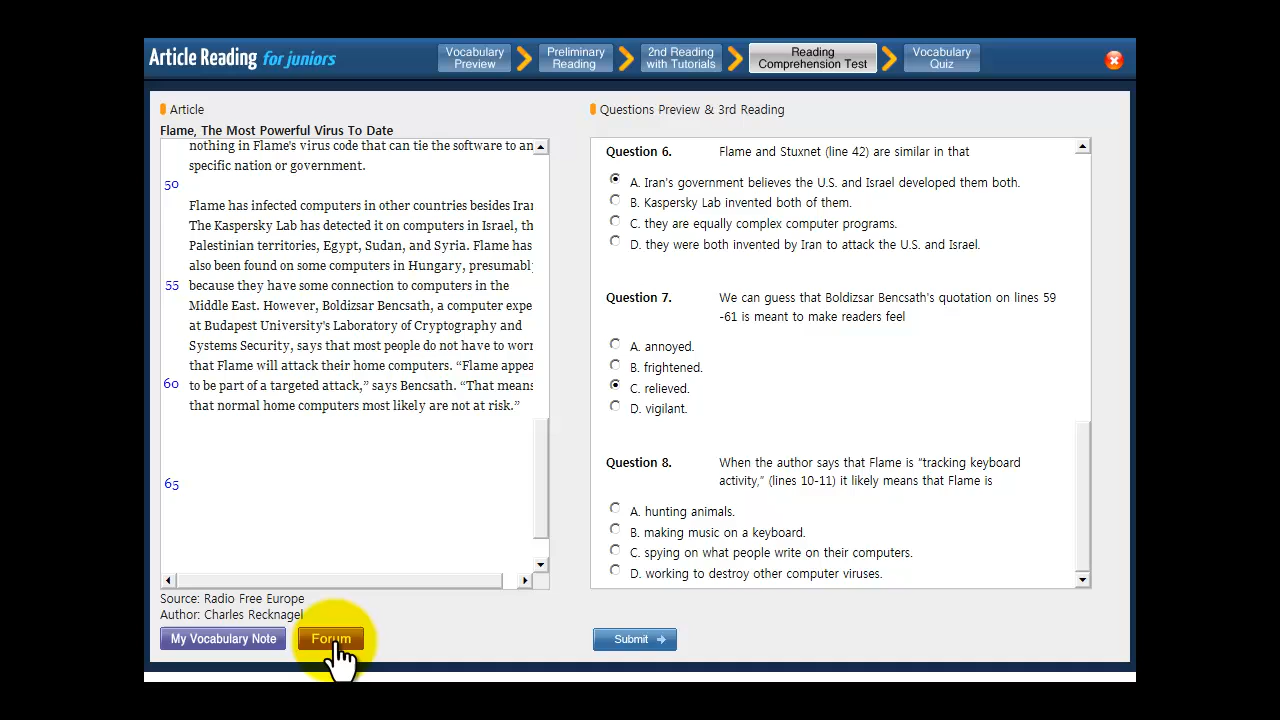 Article Reading for juniors
Vocabulary Preview
Preliminary Reading
2nd Reading with Tutorials
Reading Comprehension Test
Vocabulary Quiz
Article
Flame, The Most Powerful Virus To Date
nothing in Flame's virus code that can tie the software to an
specific nation or government.
50
Flame has infected computers in other countries besides Iran
The Kaspersky Lab has detected it on computers in Israel, th
Palestinian territories, Egypt, Sudan, and Syria. Flame has
also been found on some computers in Hungary, presumabl
55 because they have some connection to computers in the
Middle East. However, Boldizsar Bencsath, a computer expe
at Budapest University's Laboratory of Cryptography and
Systems Security, says that most people do not have to worr
that Flame will attack their home computers. “Flame appea
60 to be part of a targeted attack,” says Bencsath. “That means
that normal home computers most likely are not at risk.”
65
Source: Radio Free Europe
Author: Charles Recknagel
My Vocabulary Note
Forum
Questions Preview & 3rd Reading
Question 6. Flame and Stuxnet (line 42) are similar in that
A. Iran's government believes the U.S. and Israel developed them both.
B. Kaspersky Lab invented both of them.
C. they are equally complex computer programs.
D. they were both invented by Iran to attack the U.S. and Israel.
Question 7. We can guess that Boldizsar Bencsath's quotation on lines 59
-61 is meant to make readers feel
A. annoyed.
B. frightened.
C. relieved.
D. vigilant.
Question 8. When the author says that Flame is “tracking keyboard
activity,” (lines 10-11) it likely means that Flame is
A. hunting animals.
B. making music on a keyboard.
C. spying on what people write on their computers.
D. working to destroy other computer viruses.
Submit